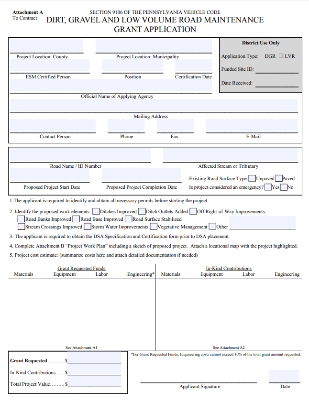 Attachment A
To Contract
SECTION 9106 OF THE PENNSYLVANIA VEHICLE CODE
DIRT, GRAVEL AND LOW VOLUME ROAD MAINTENANCE
GRANT APPLICATION
District Use Only
Project Location: County
Project Location: Municipality
Application Type: DGR LVR
Funded Site ID:
ESM Certified Person
Position
Certification Date
Date Received:
Official Name of Applying Agency
Mailing Address
Contact Person
Phone
Fax
E-Mail
Road Name / ID Number
Affected Stream or Tributary
Existing Road Surface Type: Unpaved Paved
Proposed Project Start Date
Proposed Project Completion Date
Is project considered an emergency? Yes No
1. The applicant is required to identify and obtain all necessary permits before starting the project.
2. Identify the proposed work elements: Ditches Improved Ditch Outlets Added Off Right of Way Improvements
Road Banks Improved Road Base Improved Road Surface Stabilized
Stream Crossings Improved Storm Water Improvements Vegetative Management Other
3. The applicant is required to obtain the DSA Specification and Certification form prior to DSA placement.
4. Complete Attachment B "Project Work Plan" including a sketch of proposed project. Attach a locational map with the project highlighted.
5. Project cost estimate: (summarize costs here and attach detailed documentation if needed)
Grant Requested Funds
In-Kind Contributions
Materials Equipment Labor Engineering* Materials Equipment Labor Engineering
See Attachment A1
See Attachment A2
*For Grant Requested Funds, Engineering costs cannot exceed 10% of the total grant amount requested.
Grant Requested $
In-Kind Contributions $
Total Project Value $
Applicant Signature
Date